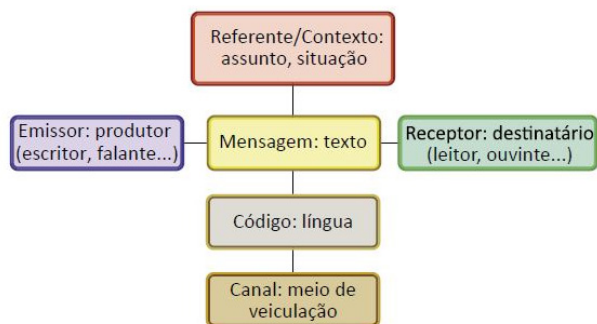 Referente/Contexto:
assunto, situação
Emissor: produtor
(escritor, falante...)
Mensagem: texto
Receptor: destinatário
(leitor, ouvinte...)
Código: língua
Canal: meio de
veiculação